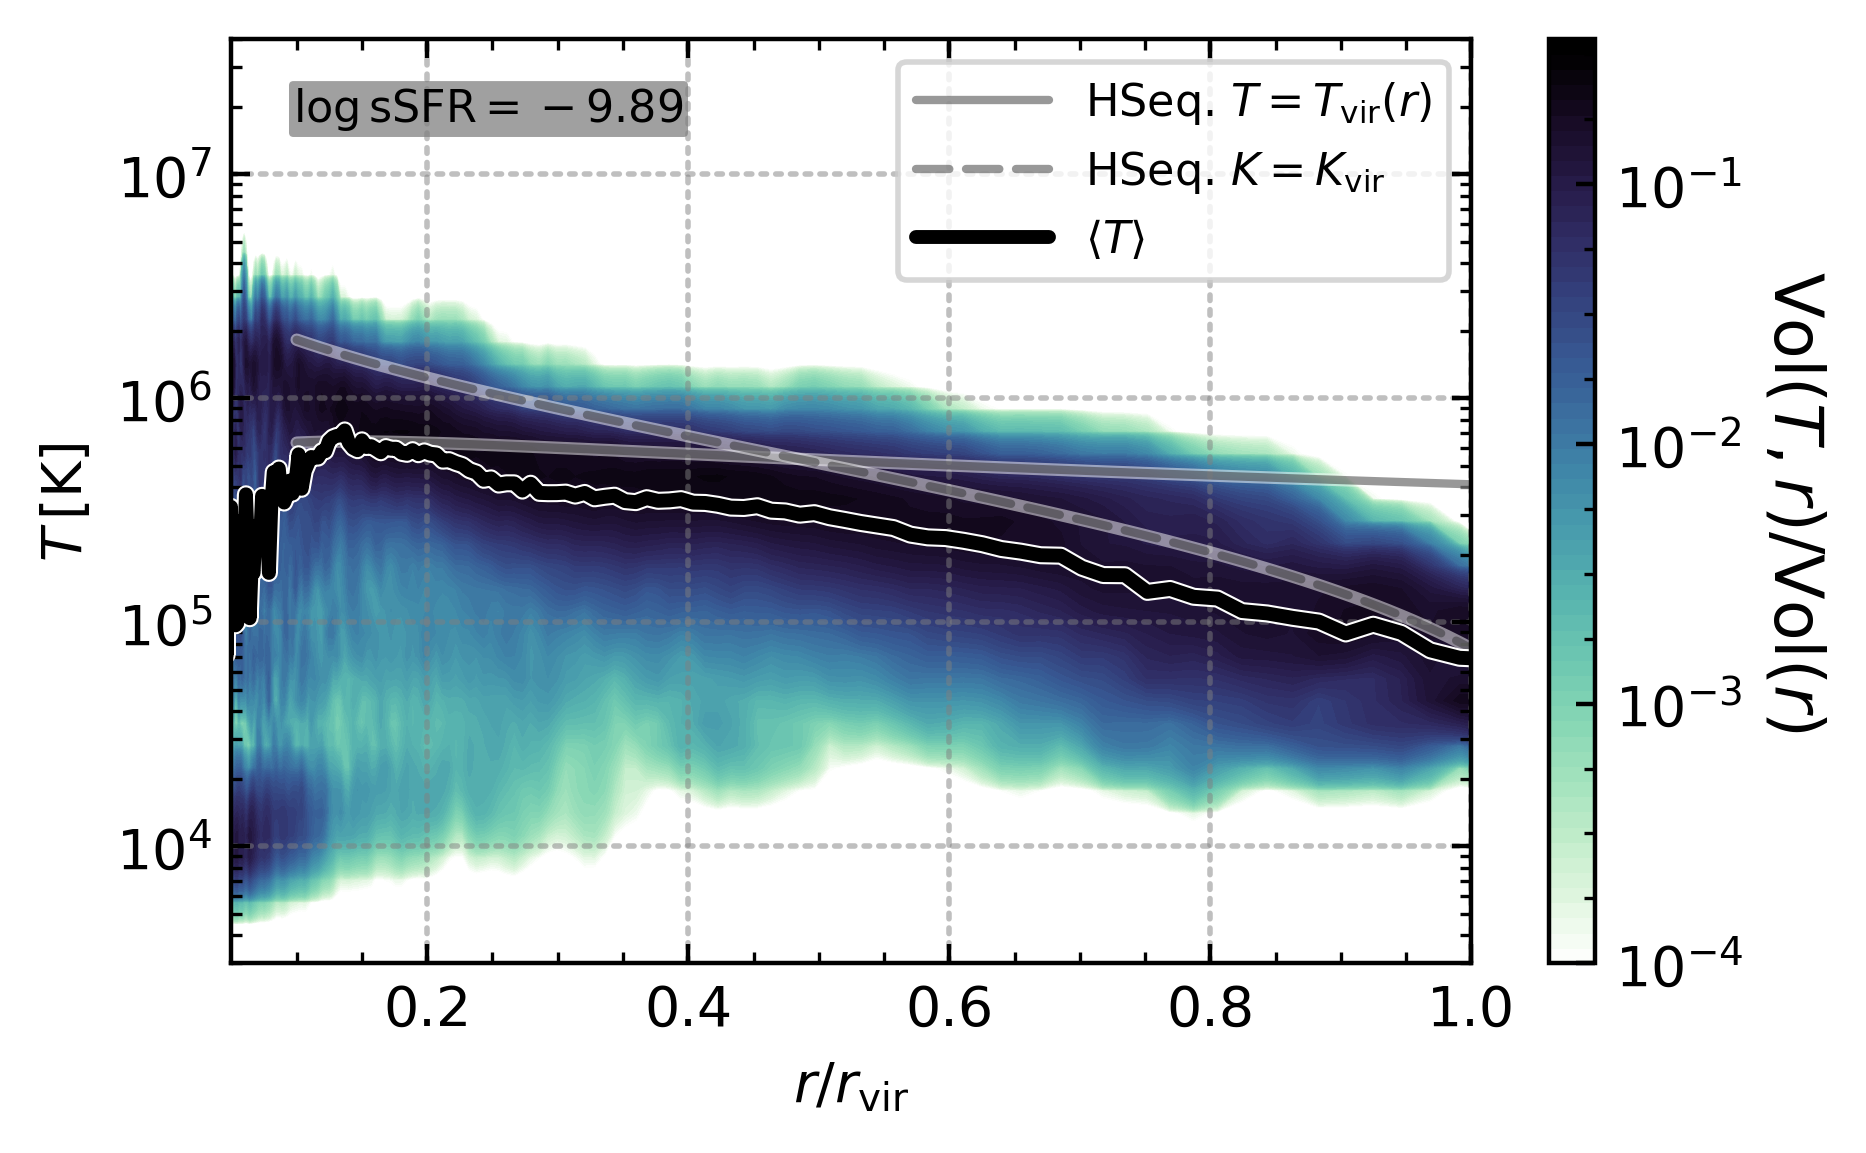 log sSFR = −9.89
HSeq. T = T_vir(r)
HSeq. K = K_vir
⟨T⟩
10^7
10^6
10^5
10^4
T [K]
0.2 0.4 0.6 0.8 1.0
r/r_vir
10^−1
10^−2
10^−3
10^−4
Vol(T, r)/Vol(r)